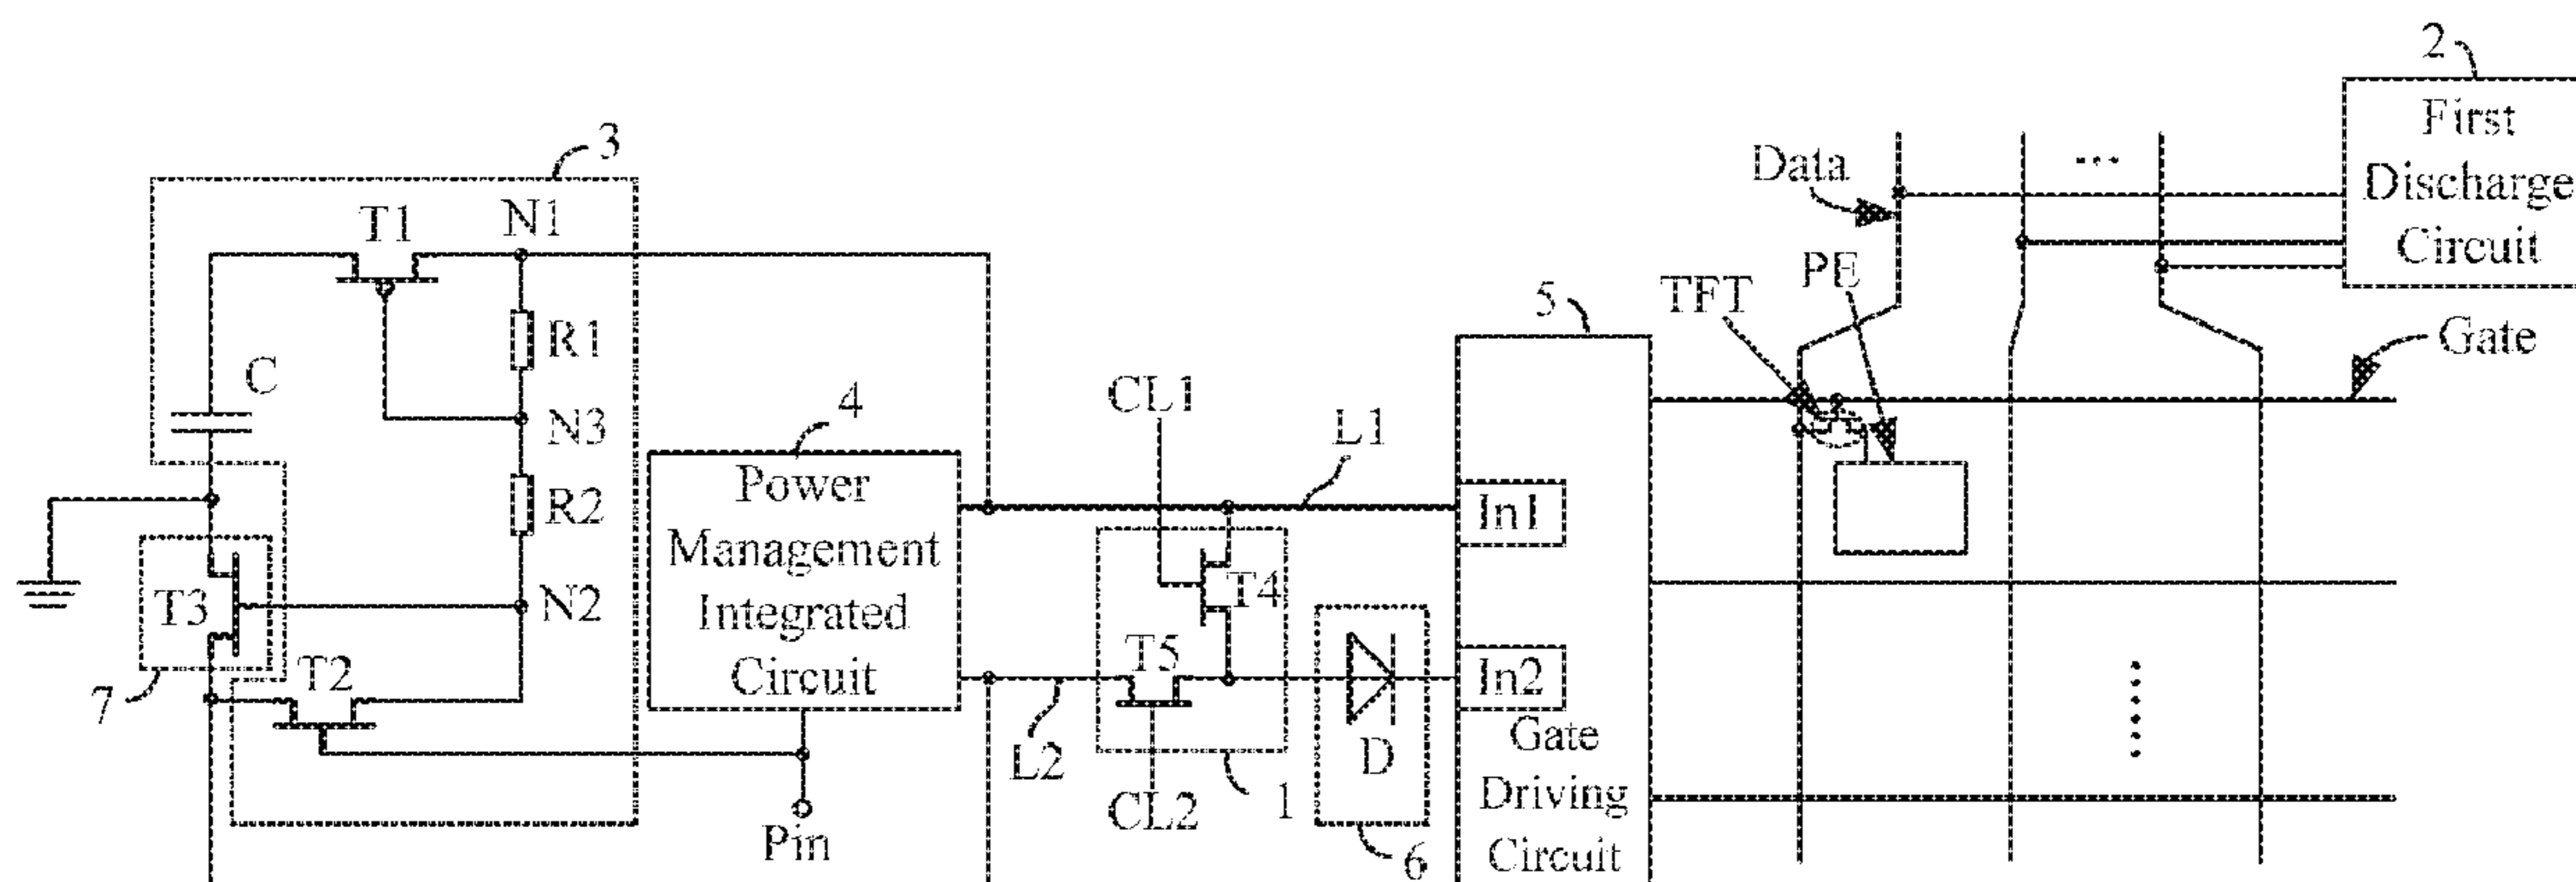 2
First
Discharge
Circuit
Data
...
3
T1
N1
R1
C
N3
R2
T3
N2
T2
7
4
Power
Management
Integrated
Circuit
Pin
CL1
L1
T4
T5
L2
CL2
1
D
6
5
In1
In2
Gate
Driving
Circuit
TFT
PE
Gate